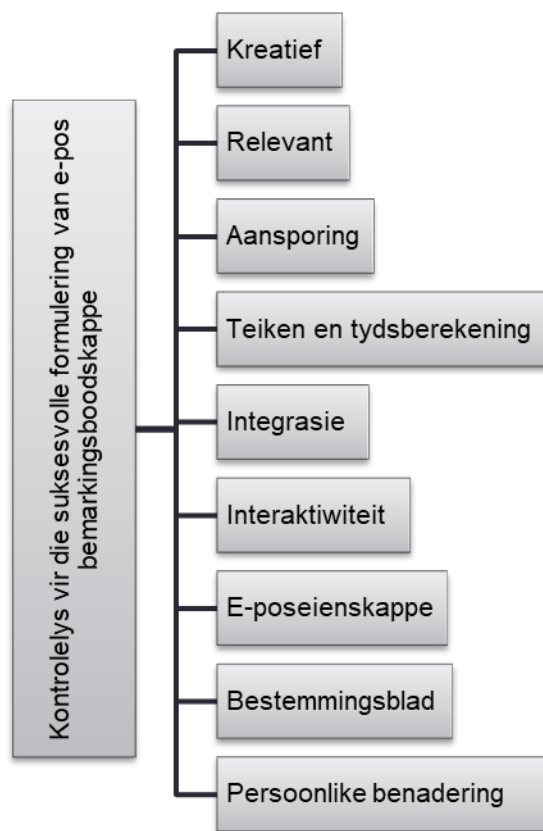 Kontrolelys vir die suksesvolle formulering van e-pos
bemarkingsboodskappe
Kreatief
Relevant
Aansporing
Teiken en tydsberekening
Integrasie
Interaktiwiteit
E-poseienskappe
Bestemmingsblad
Persoonlike benadering